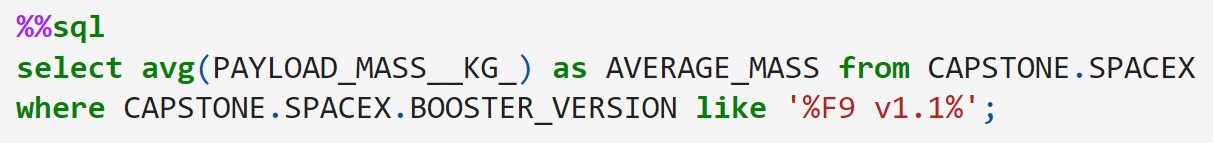 %%sql
select avg(PAYLOAD_MASS__KG_) as AVERAGE_MASS from CAPSTONE.SPACEX
where CAPSTONE.SPACEX.BOOSTER_VERSION like '%F9 v1.1%';